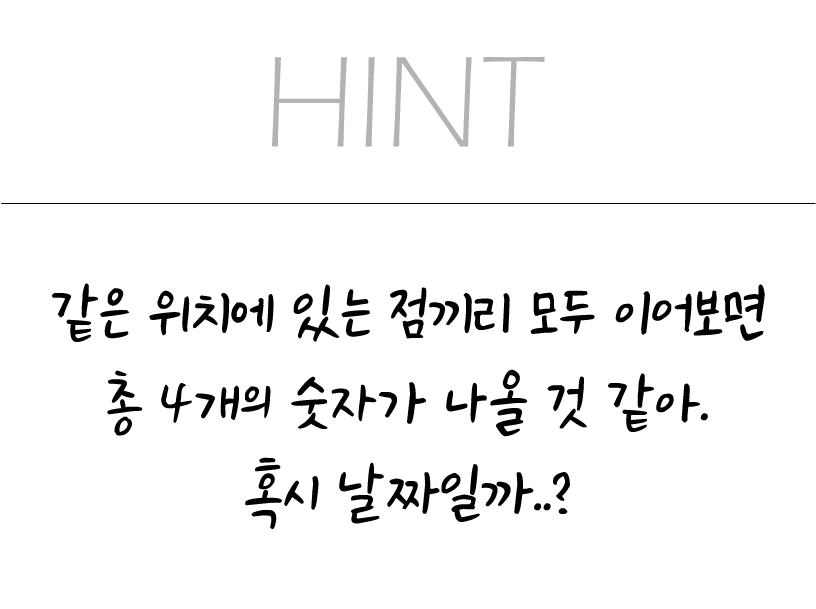 HINT
같은 위치에 있는 점끼리 모두 이어보면
총 4개의 숫자가 나올 것 같아.
혹시 날짜일까..?